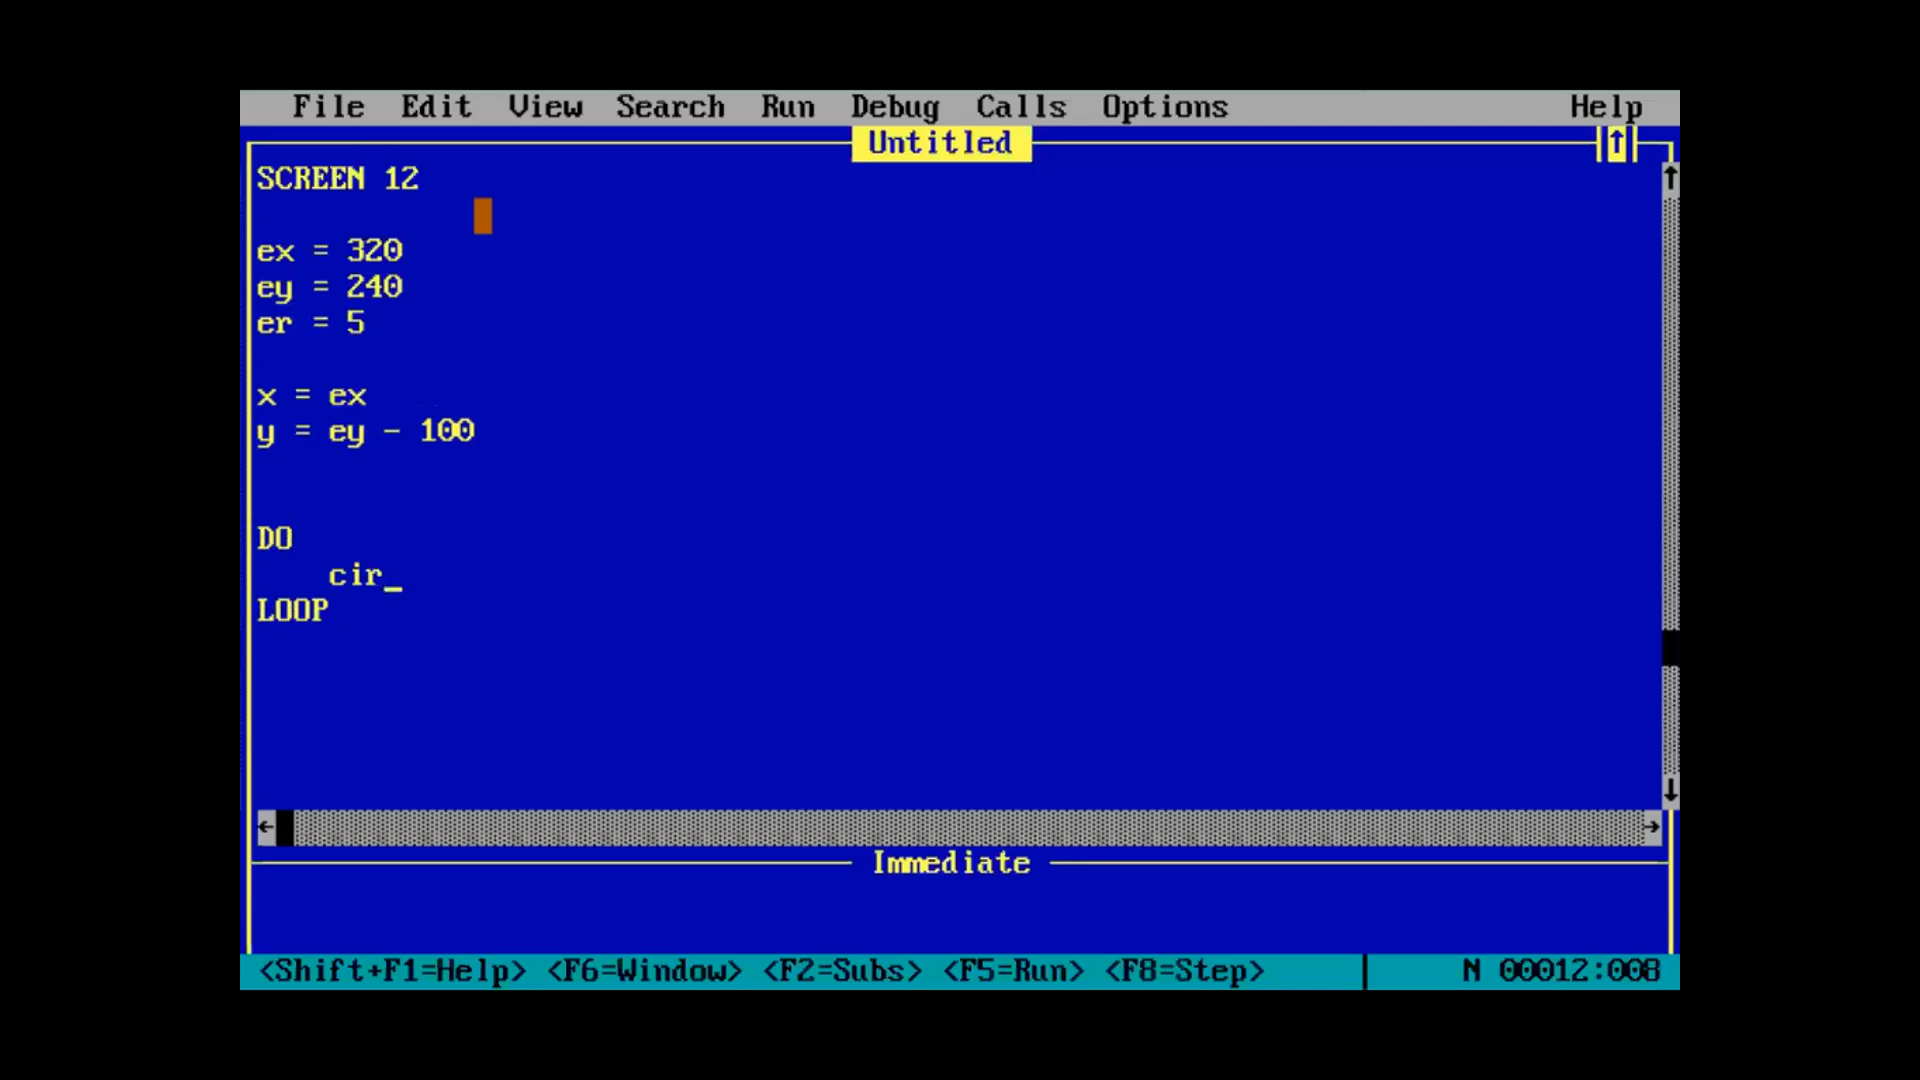 File Edit View Search Run Debug Calls Options Help
Untitled
↑
SCREEN 12
ex = 320
ey = 240
er = 5
x = ex
y = ey - 100
DO
cir_
LOOP
Immediate
<Shift+F1=Help> <F6=Window> <F2=Subs> <F5=Run> <F8=Step> N 00012:008